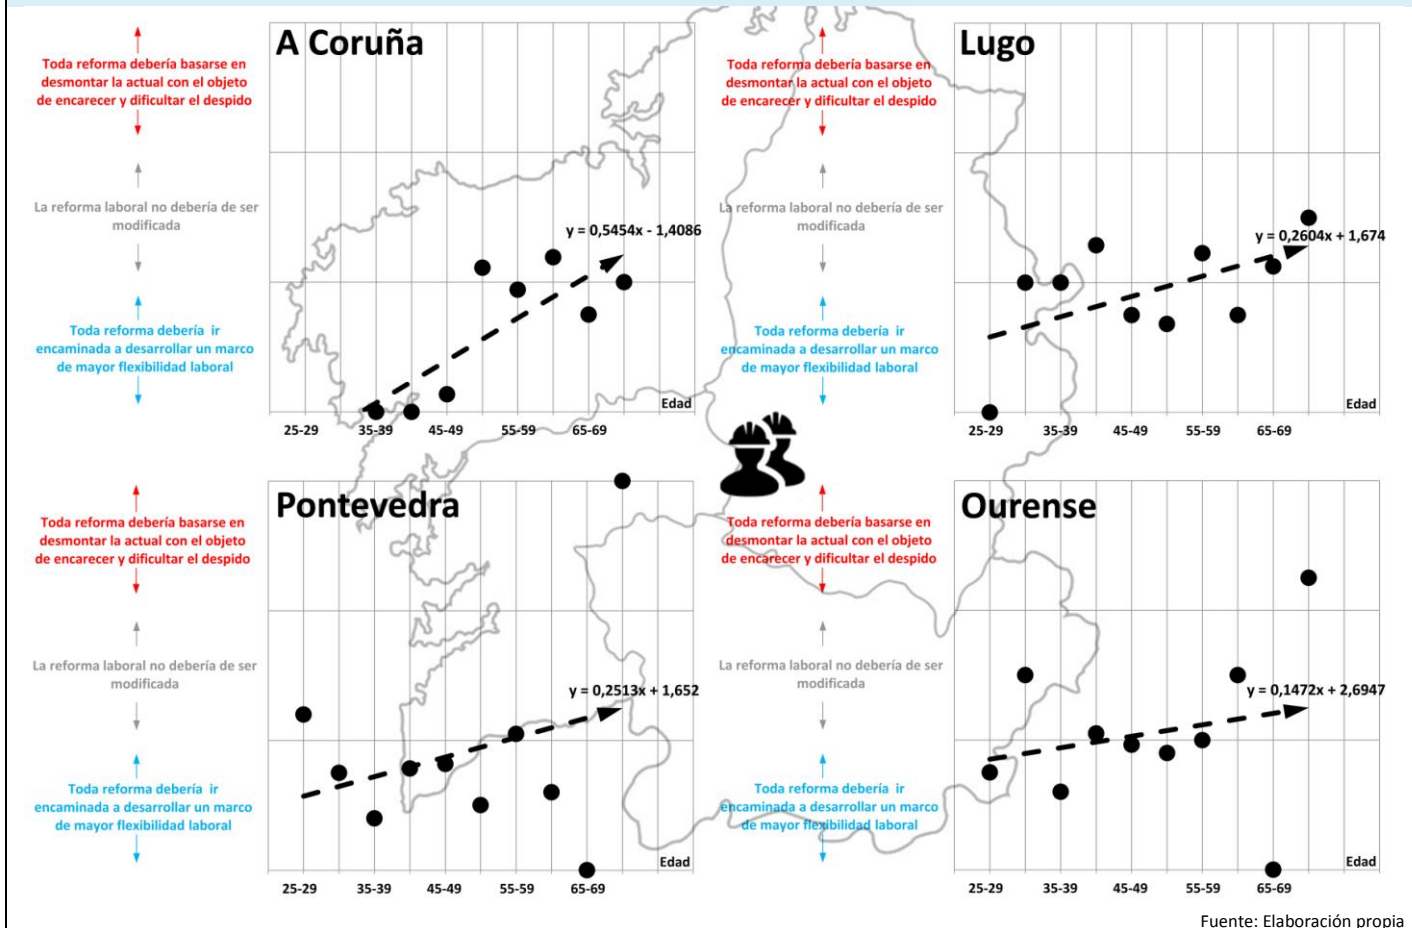 A Coruña
Toda reforma debería basarse en
desmontar la actual con el objeto
de encarecer y dificultar el despido
La reforma laboral no debería de ser
modificada
Toda reforma debería ir
encaminada a desarrollar un marco
de mayor flexibilidad laboral
y = 0,5454x - 1,4086
Edad
25-29 35-39 45-49 55-59 65-69
Lugo
Toda reforma debería basarse en
desmontar la actual con el objeto
de encarecer y dificultar el despido
La reforma laboral no debería de ser
modificada
Toda reforma debería ir
encaminada a desarrollar un marco
de mayor flexibilidad laboral
y = 0,2604x + 1,674
Edad
25-29 35-39 45-49 55-59 65-69
Pontevedra
Toda reforma debería basarse en
desmontar la actual con el objeto
de encarecer y dificultar el despido
La reforma laboral no debería de ser
modificada
Toda reforma debería ir
encaminada a desarrollar un marco
de mayor flexibilidad laboral
y = 0,2513x + 1,652
Edad
25-29 35-39 45-49 55-59 65-69
Ourense
Toda reforma debería basarse en
desmontar la actual con el objeto
de encarecer y dificultar el despido
La reforma laboral no debería de ser
modificada
Toda reforma debería ir
encaminada a desarrollar un marco
de mayor flexibilidad laboral
y = 0,1472x + 2,6947
Edad
25-29 35-39 45-49 55-59 65-69
Fuente: Elaboración propia